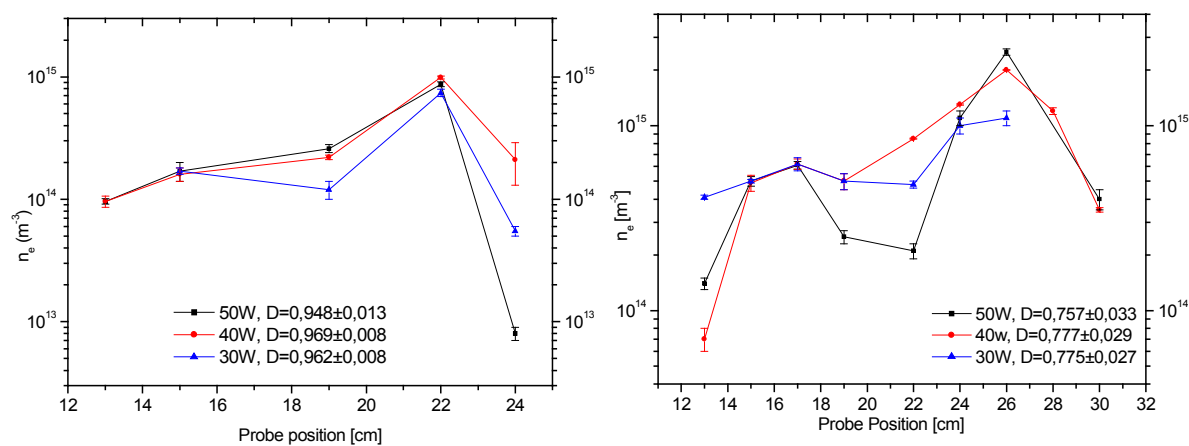 10^15
10^15
10^14
10^14
10^13
10^13
n_e (m^-3)
50W, D=0,948±0,013
40W, D=0,969±0,008
30W, D=0,962±0,008
12 14 16 18 20 22 24
Probe position [cm]
10^15
10^15
10^14
10^14
n_e [m^-3]
50W, D=0,757±0,033
40w, D=0,777±0,029
30W, D=0,775±0,027
12 14 16 18 20 22 24 26 28 30 32
Probe Position [cm]